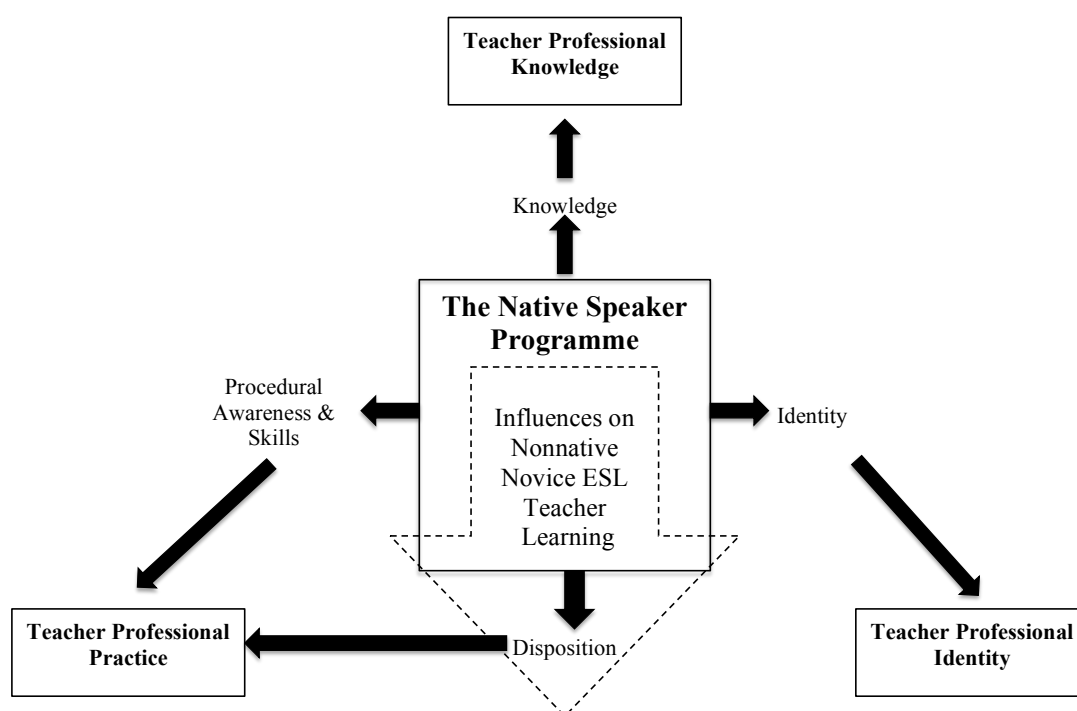 Teacher Professional
Knowledge
Knowledge
The Native Speaker
Programme
Procedural
Awareness &
Skills
Influences on
Nonnative
Novice ESL
Teacher
Learning
Identity
Teacher Professional
Practice
Disposition
Teacher Professional
Identity